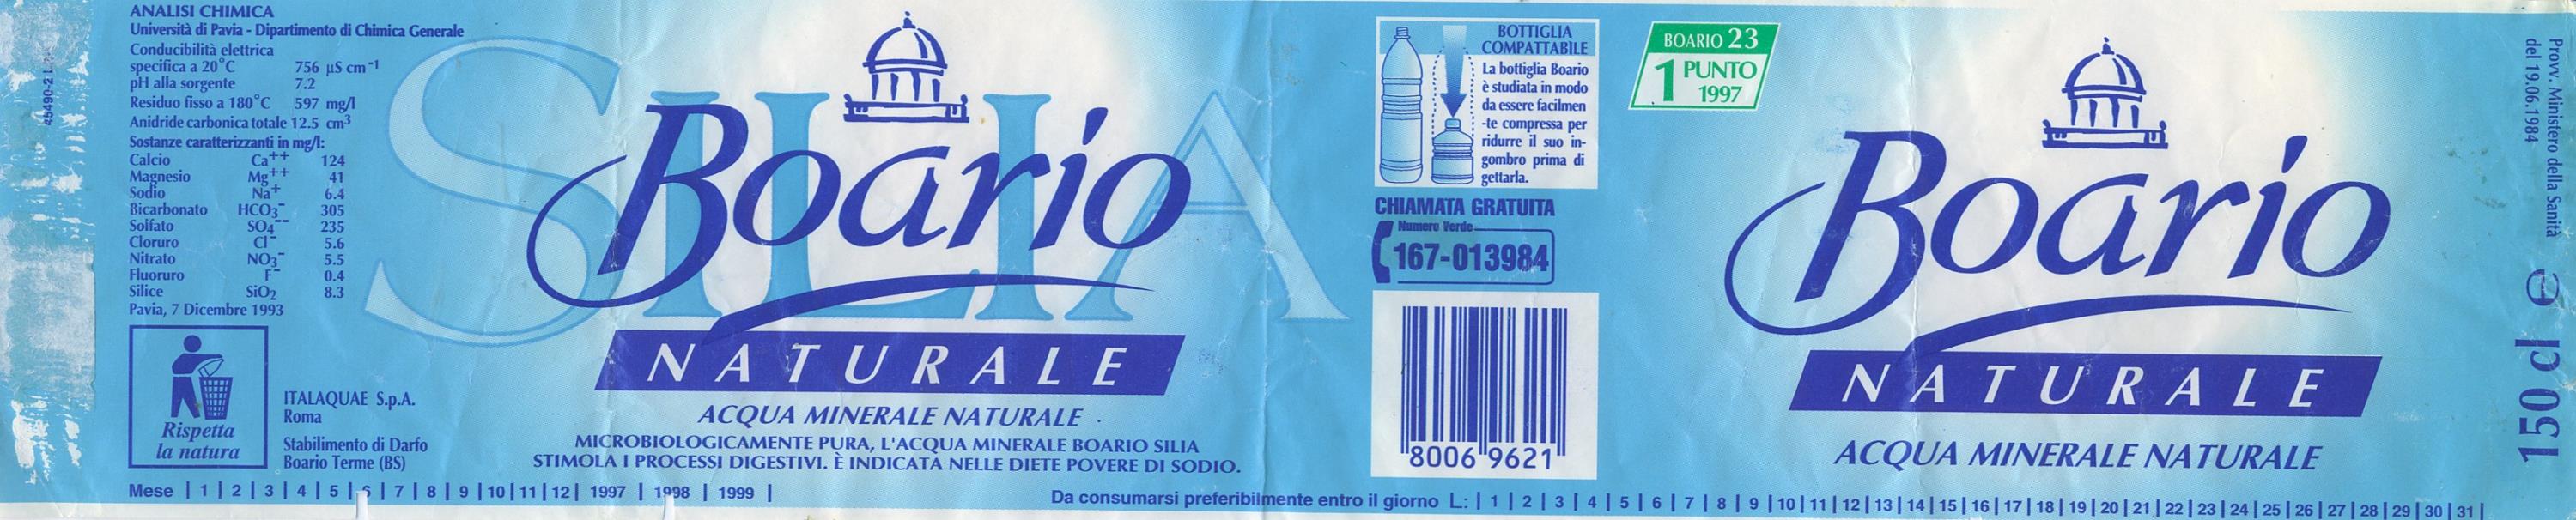 ANALISI CHIMICA
Università di Pavia - Dipartimento di Chimica Generale
Conducibilità elettrica
specifica a 20°C 756 µS cm-1
pH alla sorgente 7.2
Residuo fisso a 180°C 597 mg/l
Anidride carbonica totale 12.5 cm3
Sostanze caratterizzanti in mg/l:
Calcio Ca++ 124
Magnesio Mg++ 41
Sodio Na+ 6.4
Bicarbonato HCO3- 305
Solfato SO4-- 235
Cloruro Cl- 5.6
Nitrato NO3- 5.5
Fluoruro F- 0.4
Silice SiO2 8.3
Pavia, 7 Dicembre 1993
Rispetta
la natura
ITALAQUAE S.p.A.
Roma
Stabilimento di Darfo
Boario Terme (BS)
SILIA
Boario
NATURALE
ACQUA MINERALE NATURALE
MICROBIOLOGICAMENTE PURA, L'ACQUA MINERALE BOARIO SILIA
STIMOLA I PROCESSI DIGESTIVI. È INDICATA NELLE DIETE POVERE DI SODIO.
BOTTIGLIA
COMPATTABILE
La bottiglia Boario
è studiata in modo
da essere facilmen
-te compressa per
ridurre il suo in-
gombro prima di
gettarla.
CHIAMATA GRATUITA
Numero Verde
167-013984
8006 9621
BOARIO 23
1 PUNTO
1997
Boario
NATURALE
ACQUA MINERALE NATURALE
Provv. Ministero della Sanità
del 19.06.1984
150 cl e
Mese | 1 | 2 | 3 | 4 | 5 | 6 | 7 | 8 | 9 | 10 | 11 | 12 | 1997 | 1998 | 1999 |
Da consumarsi preferibilmente entro il giorno L: | 1 | 2 | 3 | 4 | 5 | 6 | 7 | 8 | 9 | 10 | 11 | 12 | 13 | 14 | 15 | 16 | 17 | 18 | 19 | 20 | 21 | 22 | 23 | 24 | 25 | 26 | 27 | 28 | 29 | 30 | 31 |